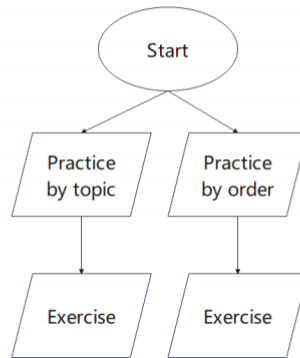 Start
Practice
by topic
Practice
by order
Exercise
Exercise